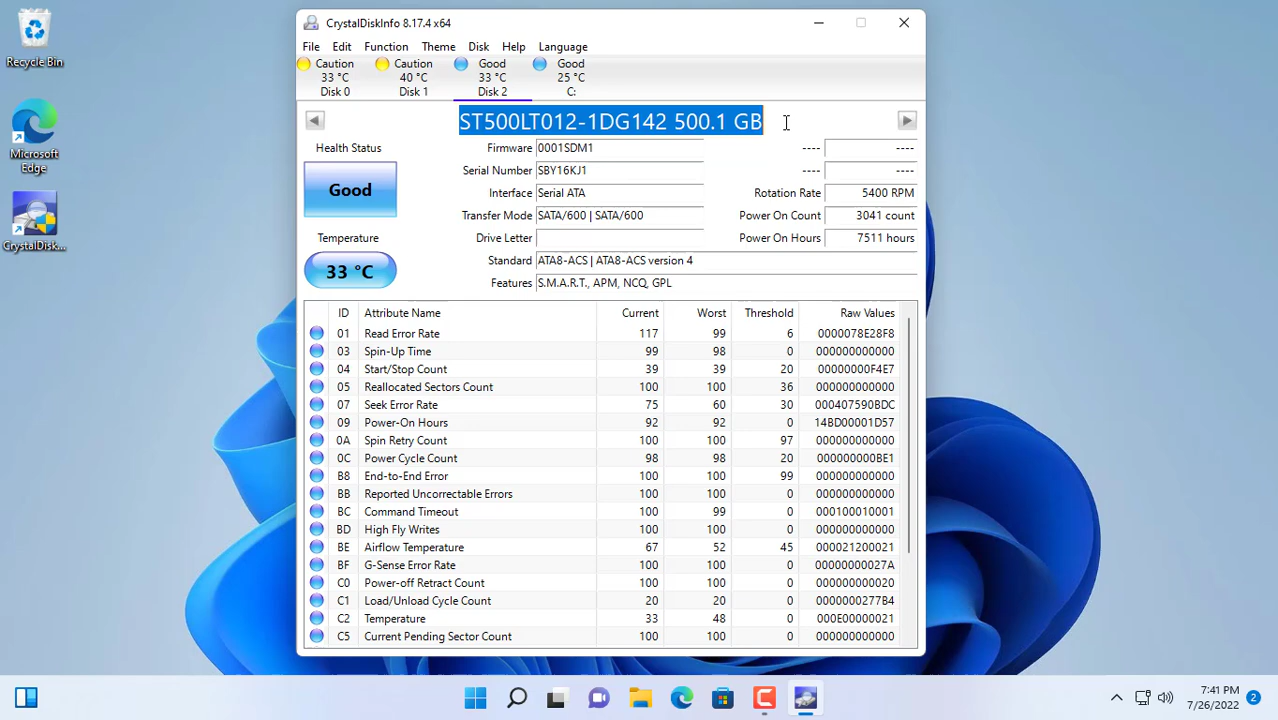 Recycle Bin
Microsoft
Edge
CrystalDisk...
CrystalDiskInfo 8.17.4 x64
File Edit Function Theme Disk Help Language
Caution Caution Good Good
33 °C 40 °C 33 °C 25 °C
Disk 0 Disk 1 Disk 2 C:
ST500LT012-1DG142 500.1 GB
Health Status Firmware 0001SDM1 ---- ----
Serial Number SBY16KJ1 ---- ----
Good Interface Serial ATA Rotation Rate 5400 RPM
Transfer Mode SATA/600 | SATA/600 Power On Count 3041 count
Temperature Drive Letter Power On Hours 7511 hours
Standard ATA8-ACS | ATA8-ACS version 4
33 °C Features S.M.A.R.T., APM, NCQ, GPL
ID Attribute Name Current Worst Threshold Raw Values
01 Read Error Rate 117 99 6 0000078E28F8
03 Spin-Up Time 99 98 0 000000000000
04 Start/Stop Count 39 39 20 00000000F4E7
05 Reallocated Sectors Count 100 100 36 000000000000
07 Seek Error Rate 75 60 30 000407590BDC
09 Power-On Hours 92 92 0 14BD00001D57
0A Spin Retry Count 100 100 97 000000000000
0C Power Cycle Count 98 98 20 000000000BE1
B8 End-to-End Error 100 100 99 000000000000
BB Reported Uncorrectable Errors 100 100 0 000000000000
BC Command Timeout 100 99 0 000100010001
BD High Fly Writes 100 100 0 000000000000
BE Airflow Temperature 67 52 45 000021200021
BF G-Sense Error Rate 100 100 0 00000000027A
C0 Power-off Retract Count 100 100 0 000000000020
C1 Load/Unload Cycle Count 20 20 0 0000000277B4
C2 Temperature 33 48 0 000E00000021
C5 Current Pending Sector Count 100 100 0 000000000000
7:41 PM
7/26/2022
2